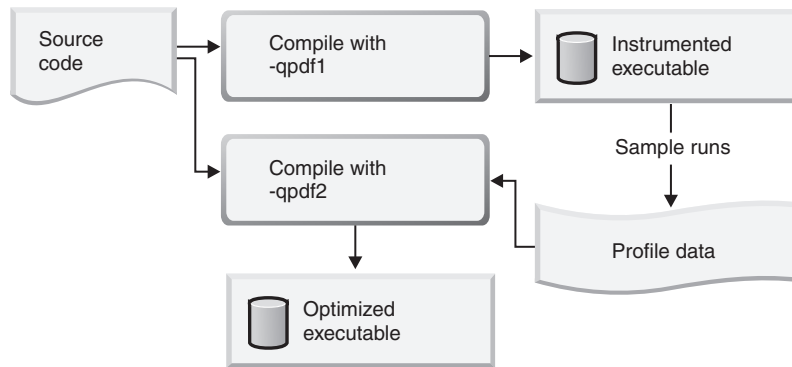 Source
code
Compile with
-qpdf1
Instrumented
executable
Sample runs
Compile with
-qpdf2
Profile data
Optimized
executable